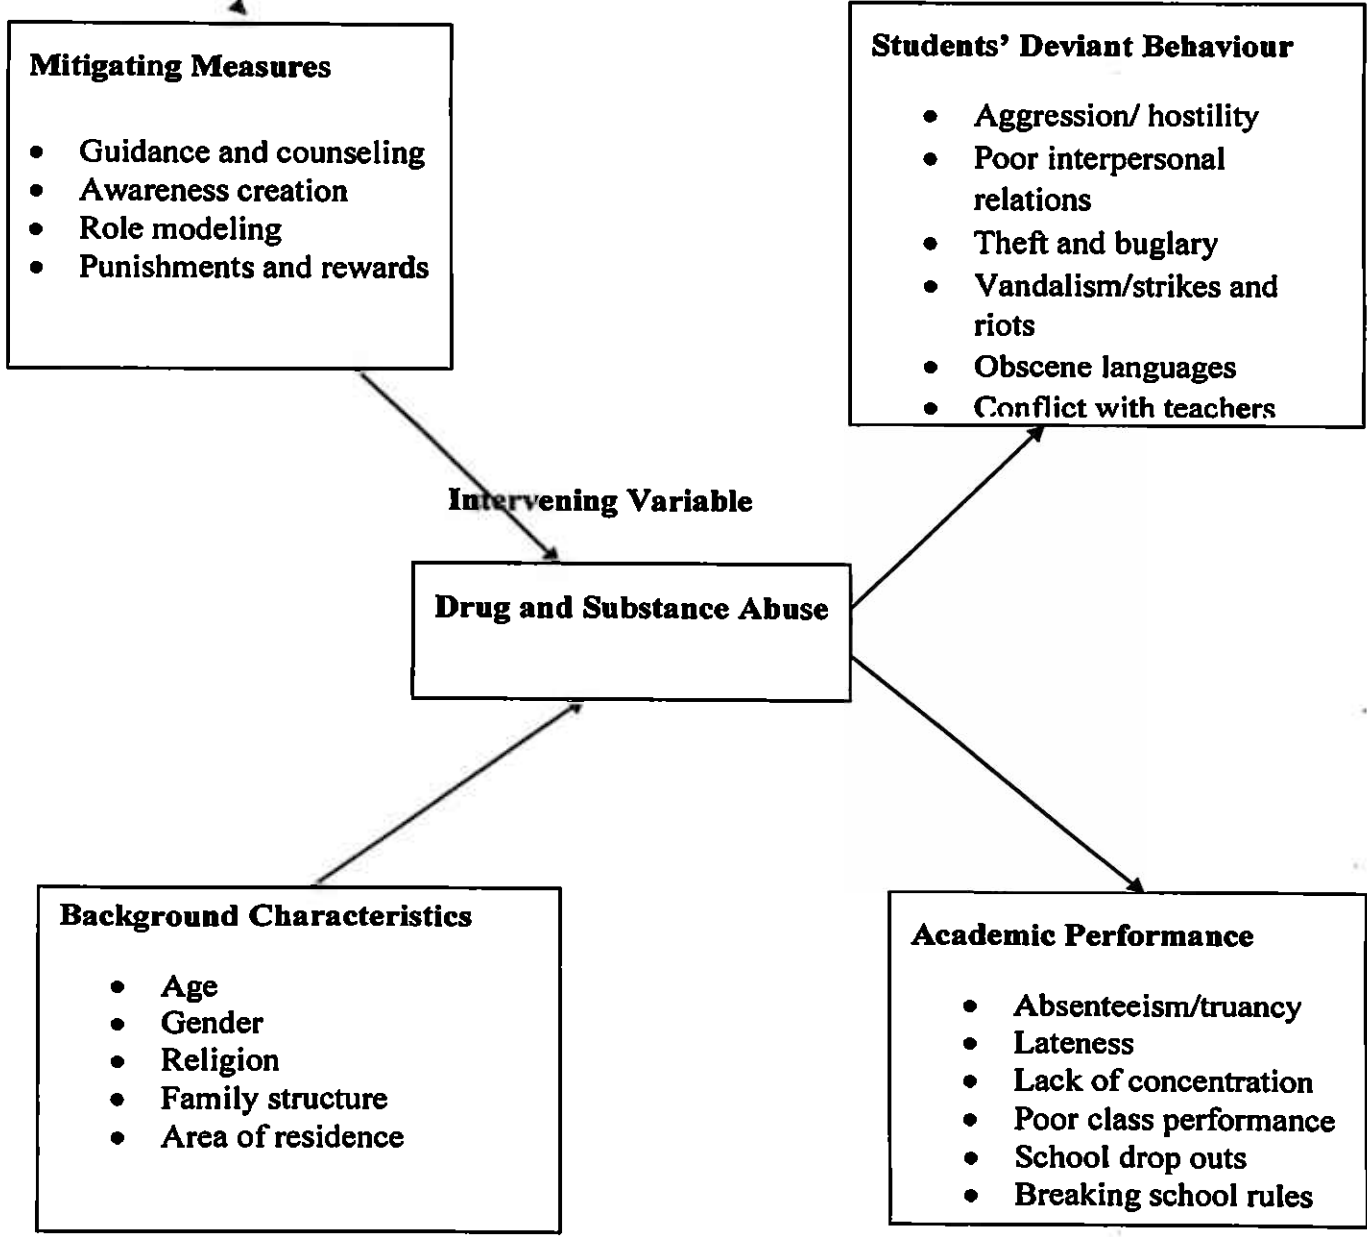 Mitigating Measures
• Guidance and counseling
• Awareness creation
• Role modeling
• Punishments and rewards
Students’ Deviant Behaviour
• Aggression/ hostility
• Poor interpersonal
relations
• Theft and buglary
• Vandalism/strikes and
riots
• Obscene languages
• Conflict with teachers
Intervening Variable
Drug and Substance Abuse
Background Characteristics
• Age
• Gender
• Religion
• Family structure
• Area of residence
Academic Performance
• Absenteeism/truancy
• Lateness
• Lack of concentration
• Poor class performance
• School drop outs
• Breaking school rules